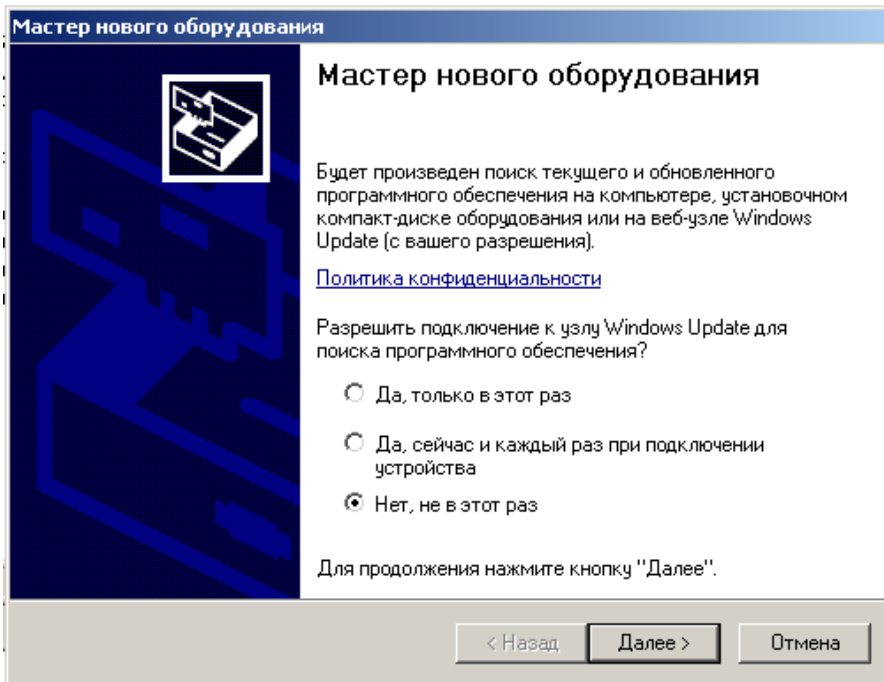 Мастер нового оборудования
Мастер нового оборудования
Будет произведен поиск текущего и обновленного
программного обеспечения на компьютере, установочном
компакт-диске оборудования или на веб-узле Windows
Update (с вашего разрешения).
Политика конфиденциальности
Разрешить подключение к узлу Windows Update для
поиска программного обеспечения?
Да, только в этот раз
Да, сейчас и каждый раз при подключении
устройства
Нет, не в этот раз
Для продолжения нажмите кнопку "Далее".
< Назад Далее > Отмена